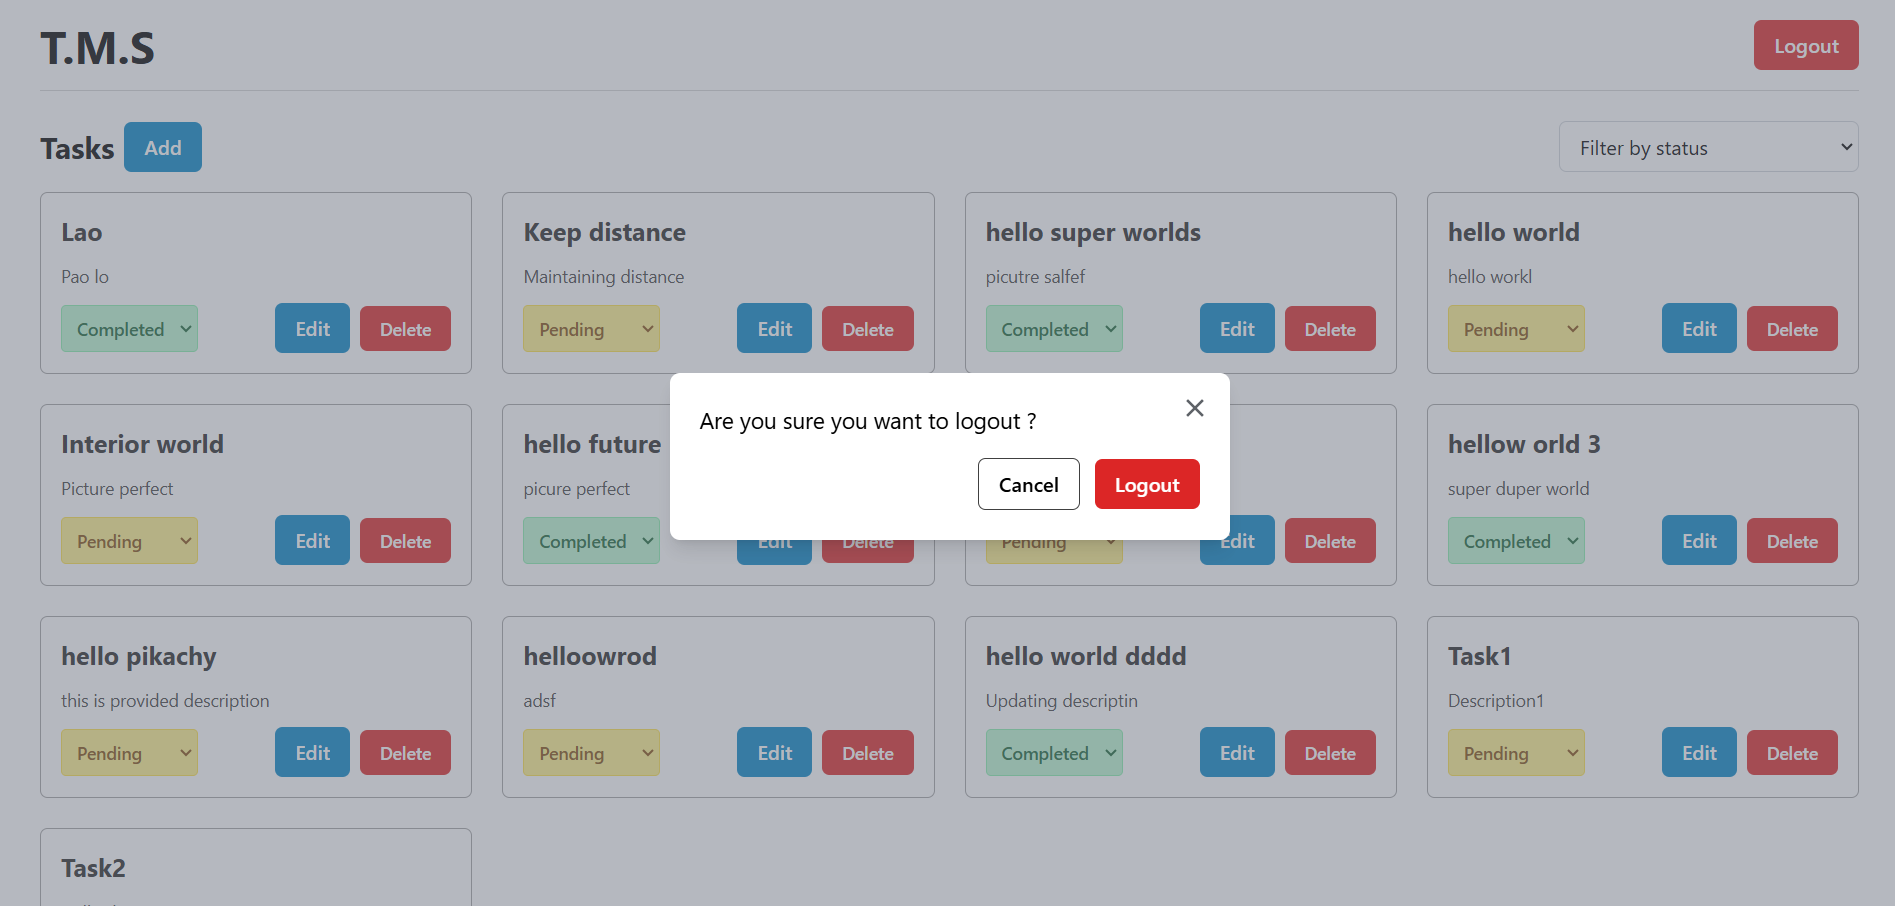 T.M.S
Logout
Tasks
Add
Filter by status
Lao
Pao lo
Completed
Edit
Delete
Keep distance
Maintaining distance
Pending
Edit
Delete
hello super worlds
picutre salfef
Completed
Edit
Delete
hello world
hello workl
Pending
Edit
Delete
Are you sure you want to logout ?
Cancel
Logout
Interior world
Picture perfect
Pending
Edit
Delete
hello future
picure perfect
Completed
Edit
Delete
Pending
Edit
Delete
hellow orld 3
super duper world
Completed
Edit
Delete
hello pikachy
this is provided description
Pending
Edit
Delete
helloowrod
adsf
Pending
Edit
Delete
hello world dddd
Updating descriptin
Completed
Edit
Delete
Task1
Description1
Pending
Edit
Delete
Task2